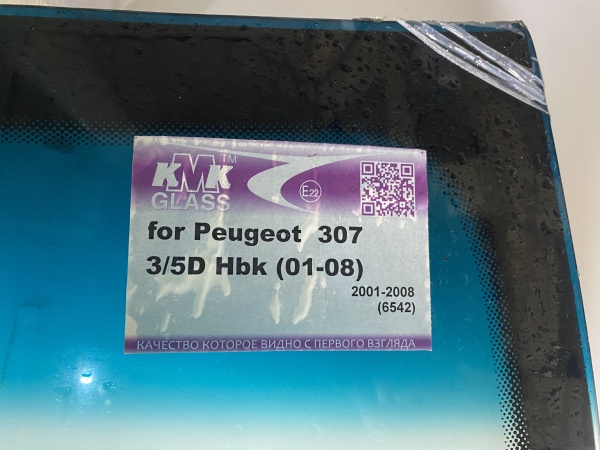 KMK™
GLASS
E22
for Peugeot 307
3/5D Hbk (01-08)
2001-2008
(6542)
КАЧЕСТВО КОТОРОЕ ВИДНО С ПЕРВОГО ВЗГЛЯДА